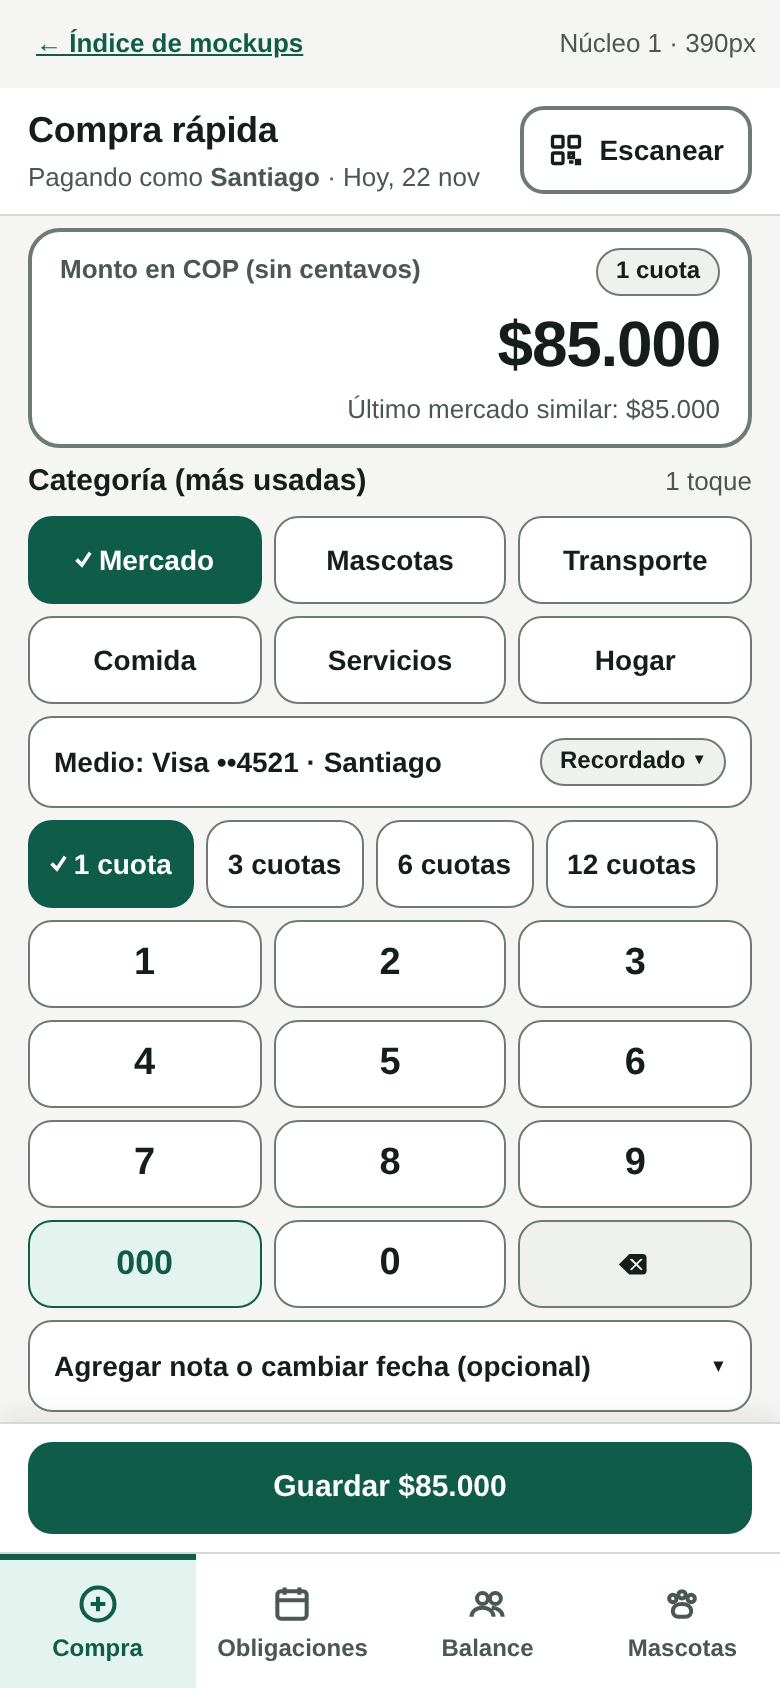 ← Índice de mockups
Núcleo 1 · 390px
Compra rápida
Pagando como Santiago · Hoy, 22 nov
Escanear
Monto en COP (sin centavos)
1 cuota
$85.000
Último mercado similar: $85.000
Categoría (más usadas)
1 toque
✓ Mercado
Mascotas
Transporte
Comida
Servicios
Hogar
Medio: Visa ••4521 · Santiago
Recordado ▾
✓ 1 cuota
3 cuotas
6 cuotas
12 cuotas
1
2
3
4
5
6
7
8
9
000
0
Agregar nota o cambiar fecha (opcional) ▾
Guardar $85.000
Compra
Obligaciones
Balance
Mascotas